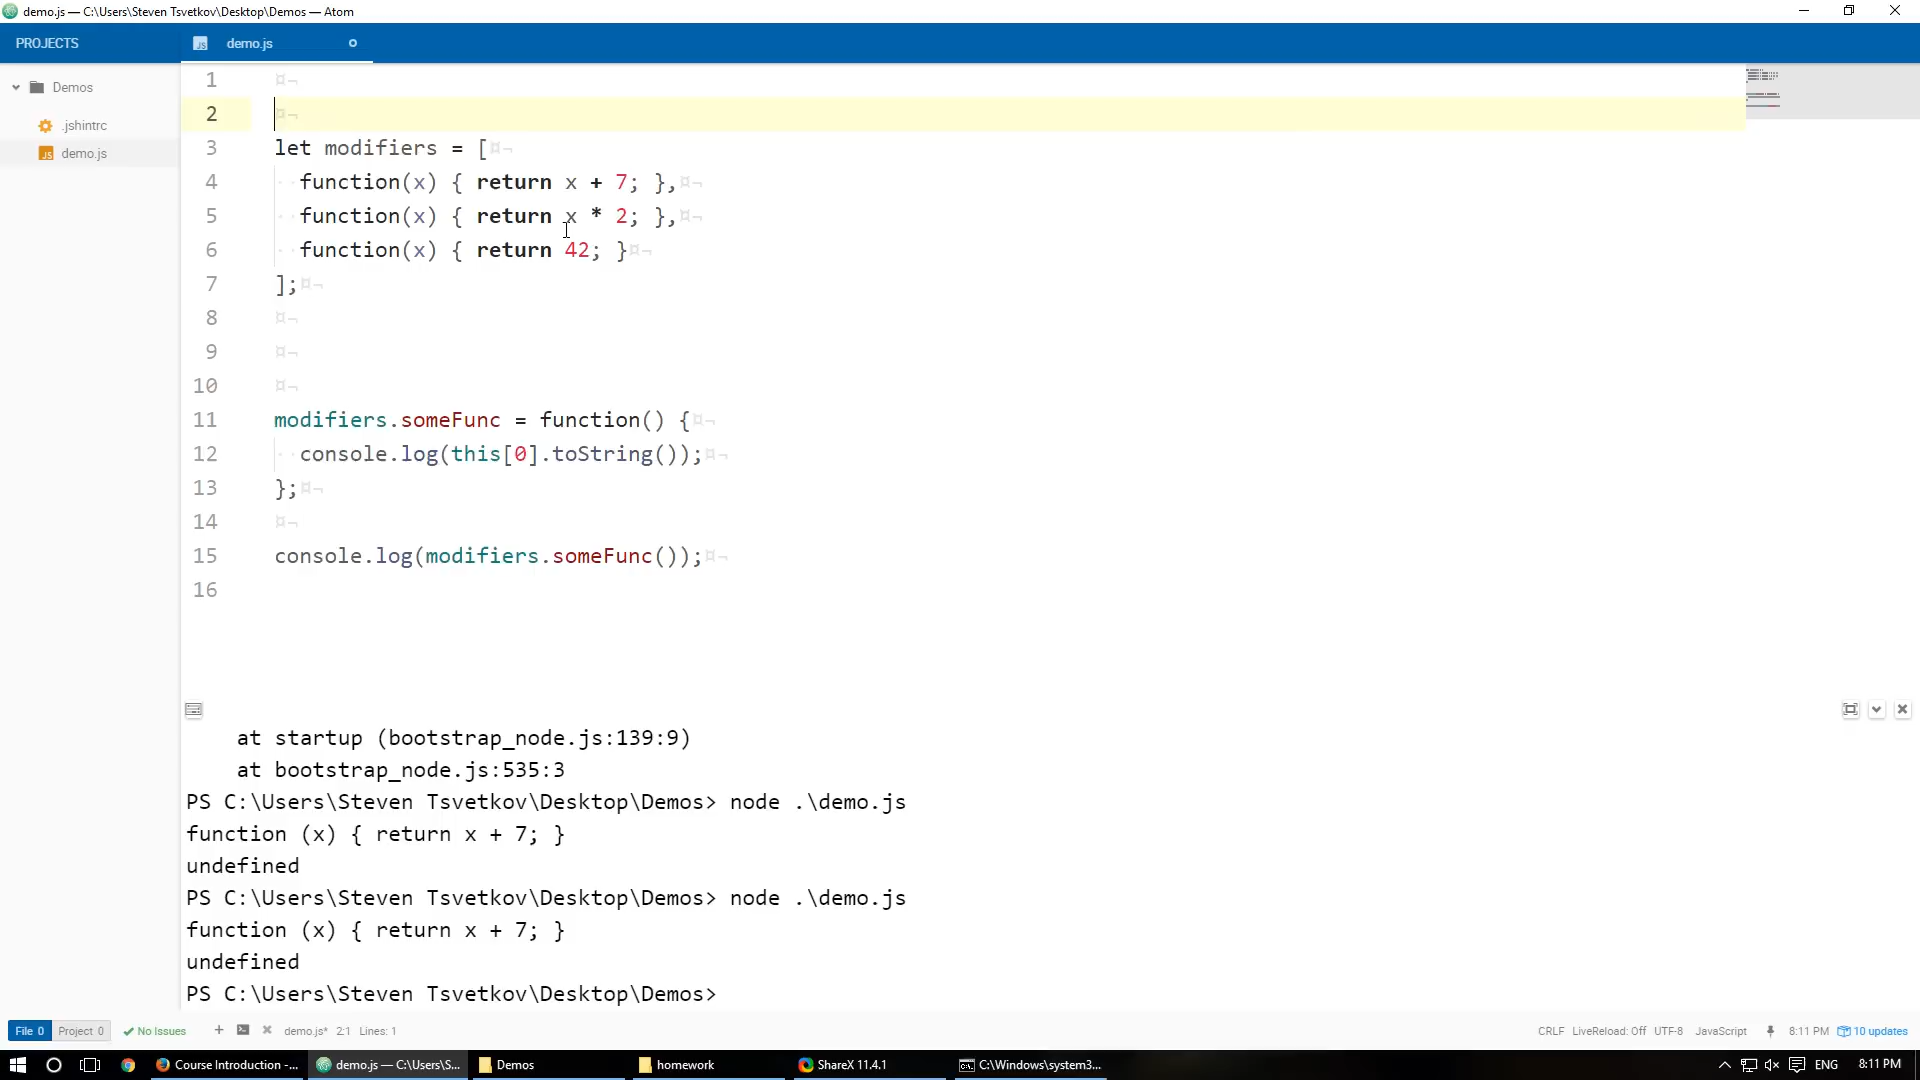 demo.js — C:\Users\Steven Tsvetkov\Desktop\Demos — Atom
PROJECTS
demo.js
Demos
.jshintrc
demo.js
1
2
3 let modifiers = [
4 function(x) { return x + 7; },
5 function(x) { return x * 2; },
6 function(x) { return 42; }
7 ];
8
9
10
11 modifiers.someFunc = function() {
12 console.log(this[0].toString());
13 };
14
15 console.log(modifiers.someFunc());
16
at startup (bootstrap_node.js:139:9)
at bootstrap_node.js:535:3
PS C:\Users\Steven Tsvetkov\Desktop\Demos> node .\demo.js
function (x) { return x + 7; }
undefined
PS C:\Users\Steven Tsvetkov\Desktop\Demos> node .\demo.js
function (x) { return x + 7; }
undefined
PS C:\Users\Steven Tsvetkov\Desktop\Demos>
File 0 Project 0 No Issues demo.js* 2:1 Lines: 1 CRLF LiveReload: Off UTF-8 JavaScript 8:11 PM 10 updates
Course Introduction -... demo.js — C:\Users\S... Demos homework ShareX 11.4.1 C:\Windows\system3... ENG 8:11 PM